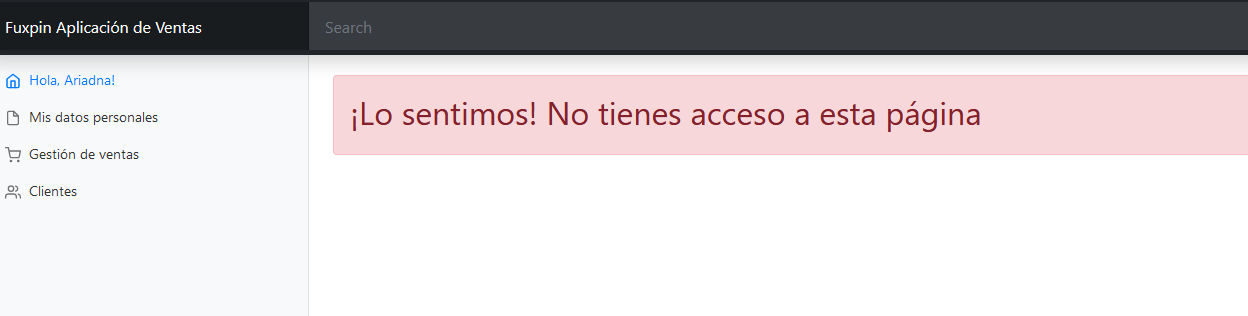 Fuxpin Aplicación de Ventas
Search
Hola, Ariadna!
Mis datos personales
Gestión de ventas
Clientes
¡Lo sentimos! No tienes acceso a esta página